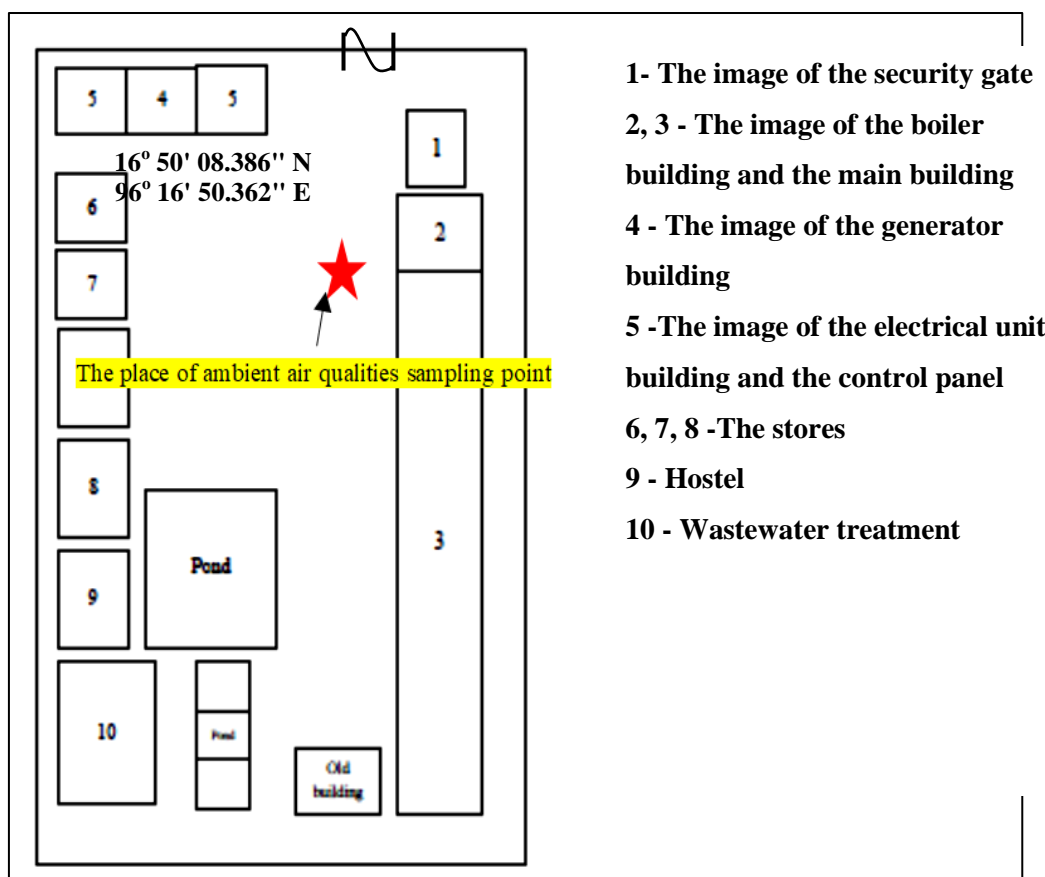 5 4 5
1
16° 50' 08.386'' N
96° 16' 50.362'' E
6
2
7
The place of ambient air qualities sampling point
8
3
Pond
9
10
Pond
Old
building
1- The image of the security gate
2, 3 - The image of the boiler
building and the main building
4 - The image of the generator
building
5 -The image of the electrical unit
building and the control panel
6, 7, 8 -The stores
9 - Hostel
10 - Wastewater treatment